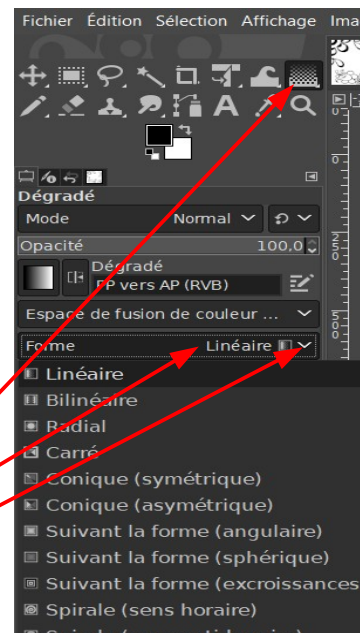 Fichier Édition Sélection Affichage Ima
Dégradé
Mode Normal
Opacité 100,0
Dégradé
PP vers AP (RVB)
Espace de fusion de couleur ...
Forme Linéaire
Linéaire
Bilinéaire
Radial
Carré
Conique (symétrique)
Conique (asymétrique)
Suivant la forme (angulaire)
Suivant la forme (sphérique)
Suivant la forme (excroissances
Spirale (sens horaire)